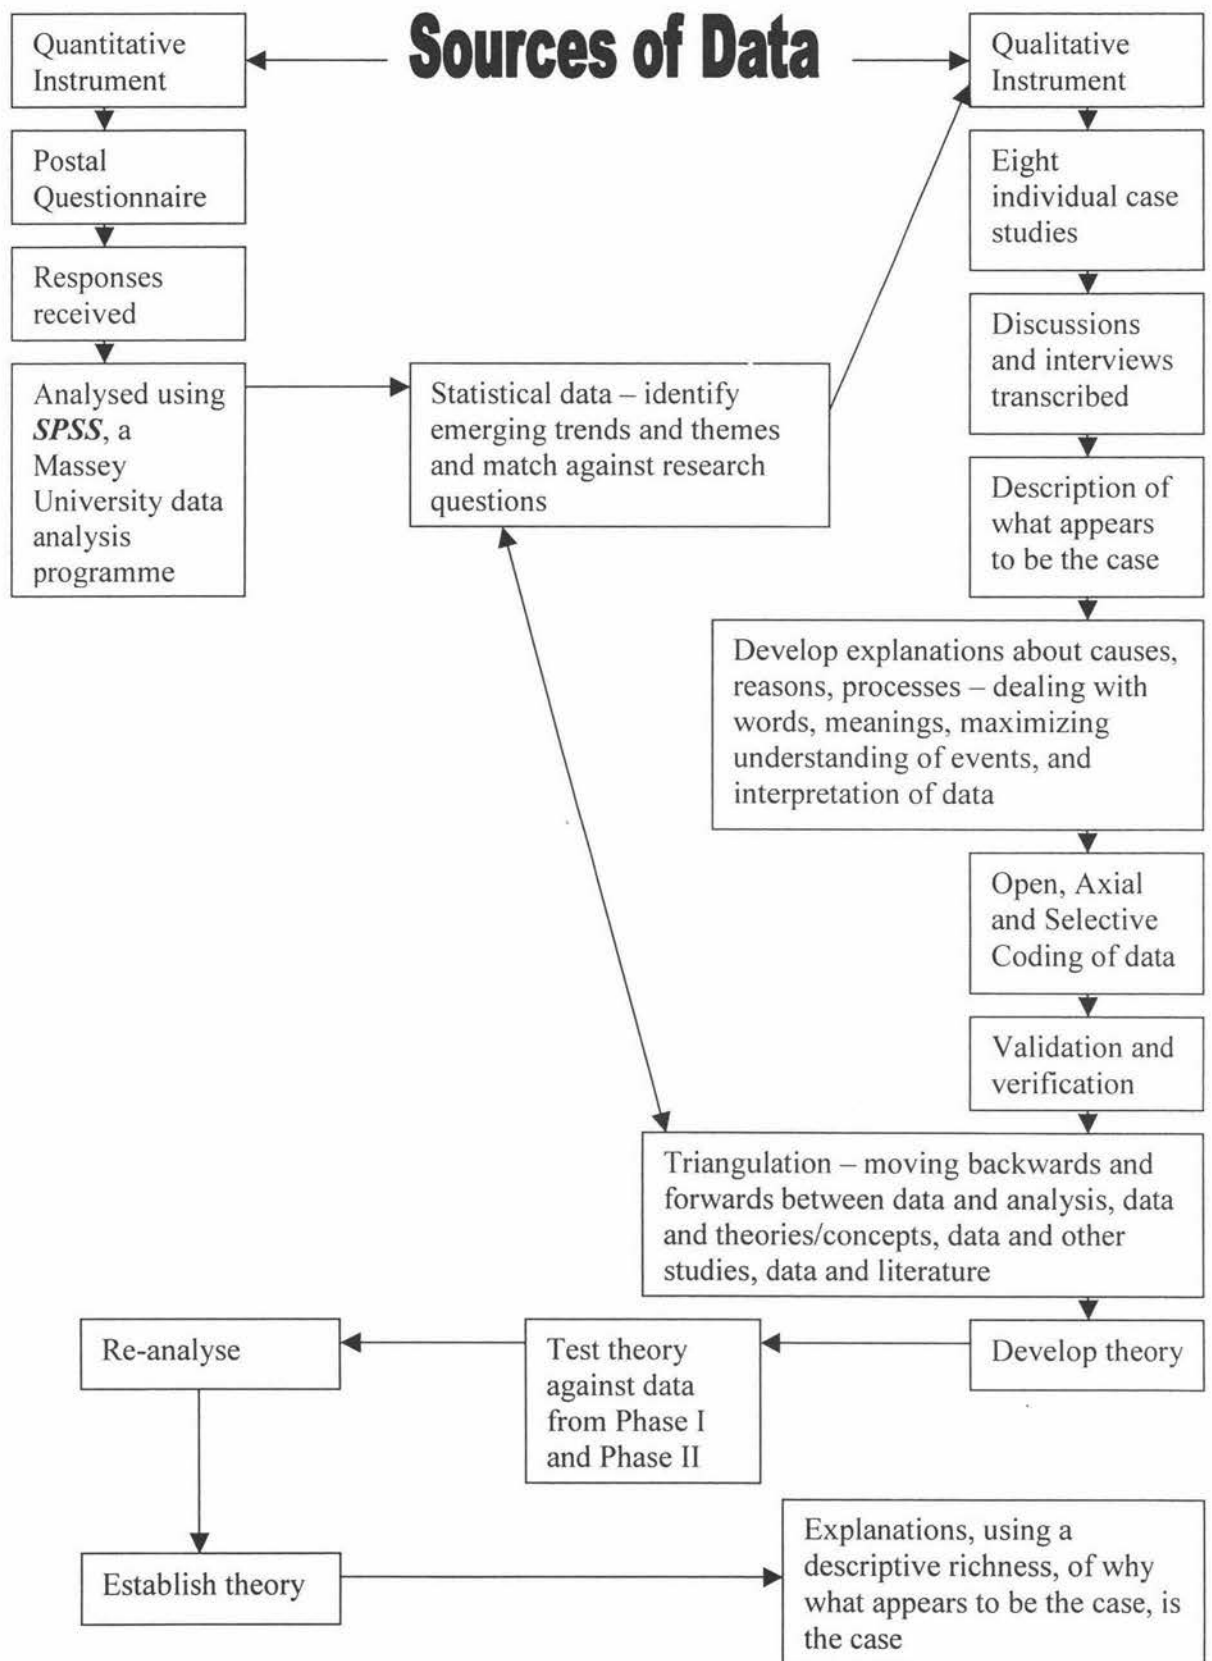 Sources of Data
Quantitative
Instrument
Postal
Questionnaire
Responses
received
Analysed using
SPSS, a
Massey
University data
analysis
programme
Statistical data – identify
emerging trends and themes
and match against research
questions
Qualitative
Instrument
Eight
individual case
studies
Discussions
and interviews
transcribed
Description of
what appears
to be the case
Develop explanations about causes,
reasons, processes – dealing with
words, meanings, maximizing
understanding of events, and
interpretation of data
Open, Axial
and Selective
Coding of data
Validation and
verification
Triangulation – moving backwards and
forwards between data and analysis, data
and theories/concepts, data and other
studies, data and literature
Develop theory
Test theory
against data
from Phase I
and Phase II
Re-analyse
Establish theory
Explanations, using a
descriptive richness, of why
what appears to be the case, is
the case